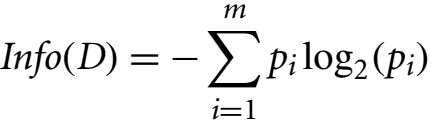 Info(D) = − ∑_{i=1}^{m} p_i log_2(p_i)